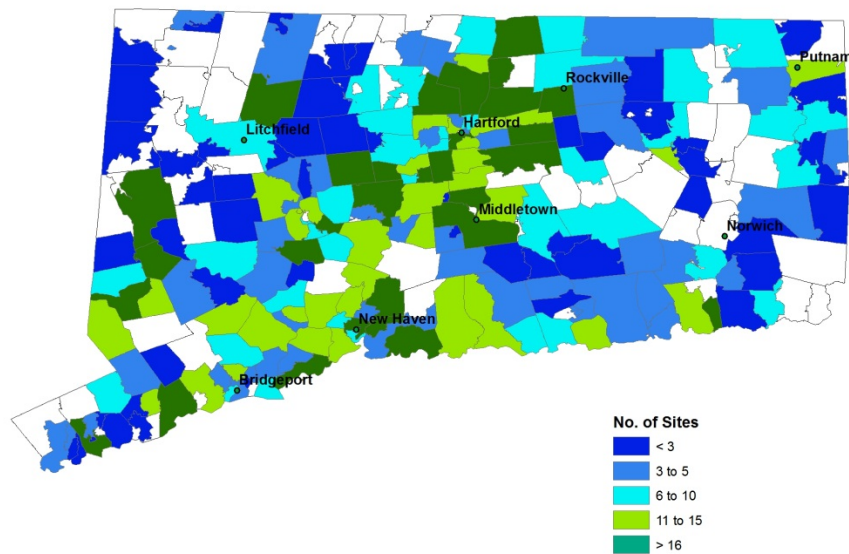 Putnam
Rockville
Hartford
Litchfield
Middletown
Norwich
New Haven
Bridgeport
No. of Sites
< 3
3 to 5
6 to 10
11 to 15
> 16